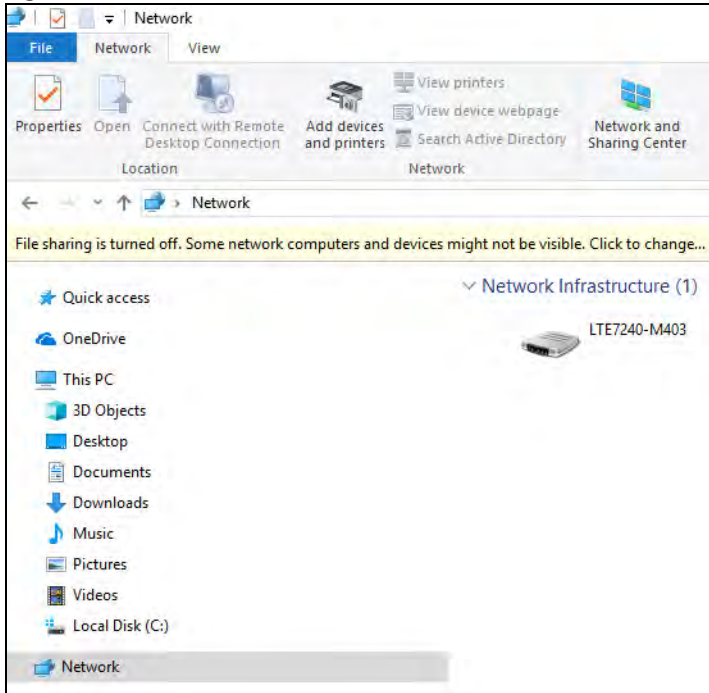 Network
File
Network
View
Properties
Open
Connect with Remote
Desktop Connection
Add devices
and printers
View printers
View device webpage
Search Active Directory
Network and
Sharing Center
Location
Network
Network
File sharing is turned off. Some network computers and devices might not be visible. Click to change...
Quick access
OneDrive
This PC
3D Objects
Desktop
Documents
Downloads
Music
Pictures
Videos
Local Disk (C:)
Network
Network Infrastructure (1)
LTE7240-M403